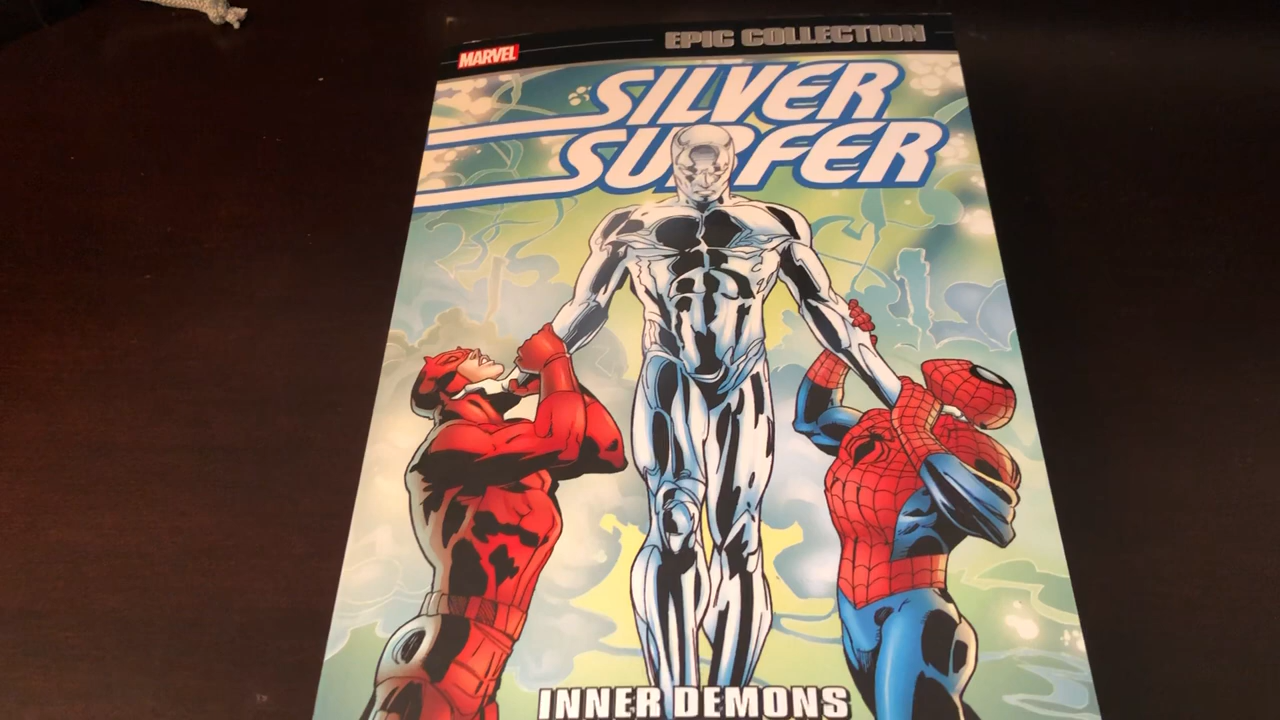 MARVEL
EPIC COLLECTION
SILVER
SURFER
INNER DEMONS